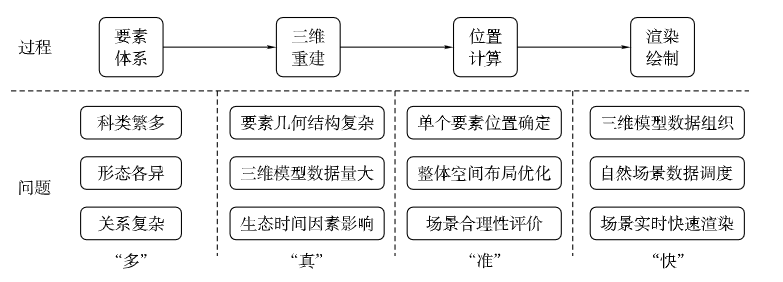 过程
要素
体系
三维
重建
位置
计算
渲染
绘制
问题
科类繁多
要素几何结构复杂
单个要素位置确定
三维模型数据组织
形态各异
三维模型数据量大
整体空间布局优化
自然场景数据调度
关系复杂
生态时间因素影响
场景合理性评价
场景实时快速渲染
“多”
“真”
“准”
“快”